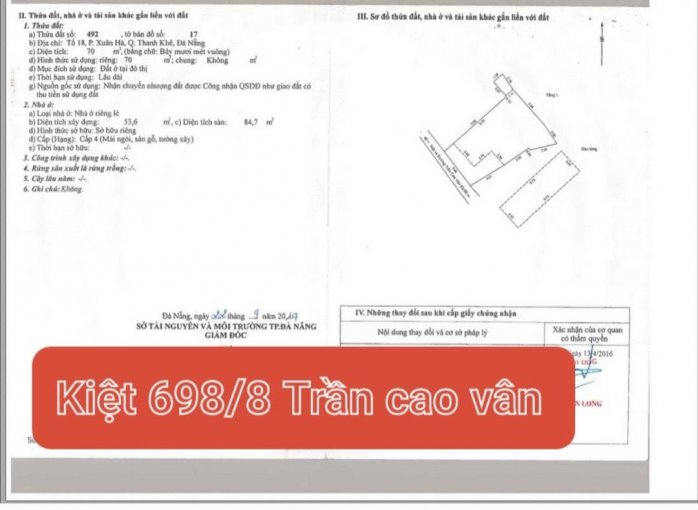 II. Thửa đất, nhà ở và tài sản khác gắn liền với đất
1. Thửa đất:
a) Thửa đất số: 492 , tờ bản đồ số: 17
b) Địa chỉ: Tổ 18, P. Xuân Hà, Q. Thanh Khê, Đà Nẵng
c) Diện tích: 70 m², (bằng chữ: Bảy mươi mét vuông)
d) Hình thức sử dụng: riêng: 70 m²; chung: Không m²
đ) Mục đích sử dụng: Đất ở tại đô thị
e) Thời hạn sử dụng: Lâu dài
g) Nguồn gốc sử dụng: Nhận chuyển nhượng đất được Công nhận QSDĐ như giao đất có
thu tiền sử dụng đất
2. Nhà ở:
a) Loại nhà ở: Nhà ở riêng lẻ
b) Diện tích xây dựng: 53,6 m², c) Diện tích sàn: 84,7 m²
d) Hình thức sở hữu: Sở hữu riêng
đ) Cấp (Hạng): Cấp 4 (Mái ngói, sàn gỗ, tường xây)
e) Thời hạn sở hữu: -/-
3. Công trình xây dựng khác: -/-.
4. Rừng sản xuất là rừng trồng: -/-.
5. Cây lâu năm: -/-.
6. Ghi chú: Không.
Đà Nẵng, ngày tháng 9 năm 20
SỞ TÀI NGUYÊN VÀ MÔI TRƯỜNG TP.ĐÀ NẴNG
GIÁM ĐỐC
III. Sơ đồ thửa đất, nhà ở và tài sản khác gắn liền với đất
Tầng 1
IV. Những thay đổi sau khi cấp giấy chứng nhận
Nội dung thay đổi và cơ sở pháp lý
Xác nhận của cơ quan
có thẩm quyền
gày 13/4/2016
N LONG
Kiệt 698/8 Trần cao vân